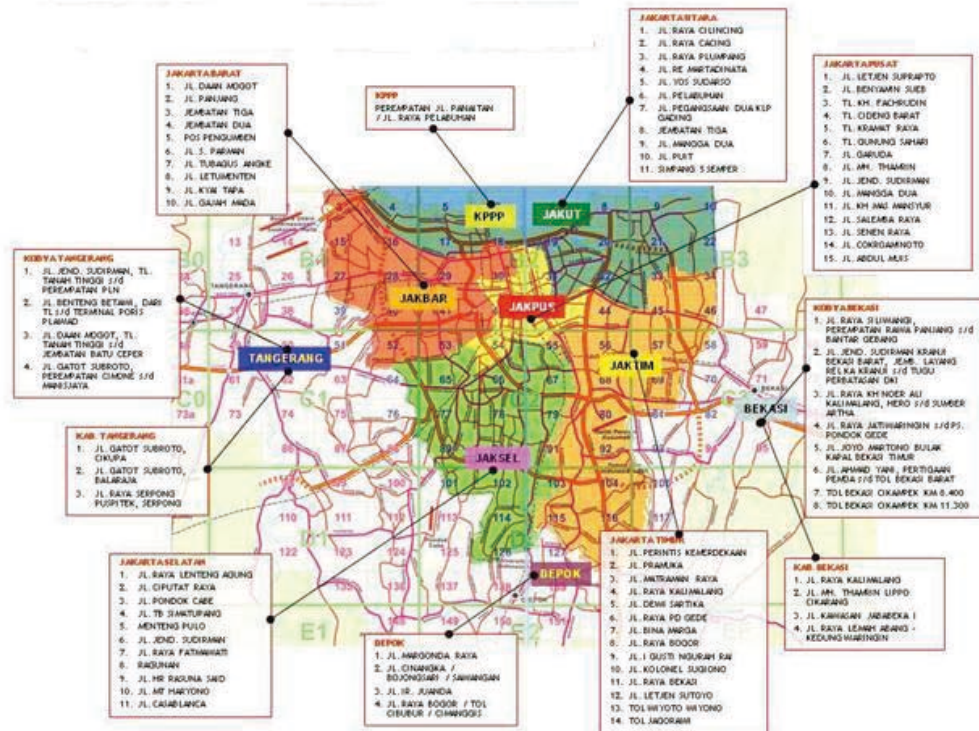 JAKARTA BARAT
1. JL. DAAN MOGOT
2. JL. PANJANG
3. JEMBATAN TIGA
4. JEMBATAN DUA
5. POS PENGUMBEN
6. JL. S. PARMAN
7. JL. TUBAGUS ANGKE
8. JL. LETUMENTEN
9. JL. KYAI TAPA
10. JL. GAJAH MADA
KPPP
PEREMPATAN JL. PANAITAN
/ JL. RAYA PELABUHAN
JAKARTA UTARA
1. JL. RAYA CILINCING
2. JL. RAYA CACING
3. JL. RAYA PLUMPANG
4. JL. RE MARTADINATA
5. JL. YOS SUDARSO
6. JL. PELABUHAN
7. JL. PEGANGSAAN DUA KLP
GADING
8. JEMBATAN TIGA
9. JL. MANGGA DUA
10. JL. PUIT
11. SIMPANG 5 SEMPER
JAKARTA PUSAT
1. JL. LETJEN SUPRAPTO
2. JL. BENYAMIN SUEB
3. TL. KH. FACHRUDIN
4. TL. CIDENG BARAT
5. TL. KRAMAT RAYA
6. TL. GUNUNG SAHARI
7. JL. GARUDA
8. JL. MH. THAMRIN
9. JL. JEND. SUDIRMAN
10. JL. MANGGA DUA
11. JL. KH MAS MANSYUR
12. JL. SALEMBA RAYA
13. JL. SENEN RAYA
14. JL. COKROAMINOTO
15. JL. ABDUL MUIS
KODYA TANGERANG
1. JL. JEND. SUDIRMAN, TL.
TANAH TINGGI s/d
PEREMPATAN PLN
2. JL. BENTENG BETAWI, DARI
TL s/d TERMINAL PORIS
PLAWAD
3. JL. DAAN MOGOT, TL.
TANAH TINGGI s/d
JEMBATAN BATU CEPER
4. JL. GATOT SUBROTO,
PEREMPATAN CIMONE s/d
MANISJAYA
KODYA BEKASI
1. JL. RAYA SILIWANGI,
PEREMPATAN RAWA PANJANG s/d
BANTAR GEBANG
2. JL. JEND. SUDIRMAN KRANJI
BEKASI BARAT, JEMB. LAYANG
REL KA KRANJI s/d TUGU
PERBATASAN DKI
3. JL. RAYA KH NOER ALI
KALIMALANG, HERO s/d SUMBER
ARTHA
4. JL. RAYA JATIWARINGIN s/d PS.
PONDOK GEDE
5. JL. JOYO MARTONO BULAK
KAPAL BEKASI TIMUR
6. JL. AHMAD YANI, PERTIGAAN
PEMDA s/d TOL BEKASI BARAT
7. TOL BEKASI CIKAMPEK KM 8.400
8. TOL BEKASI CIKAMPEK KM 11.300
KPPP
JAKUT
JAKBAR
JAKPUS
TANGERANG
JAKTIM
BEKASI
JAKSEL
DEPOK
KAB. TANGERANG
1. JL. GATOT SUBROTO,
CIKUPA
2. JL. GATOT SUBROTO,
BALARAJA
3. JL. RAYA SERPONG
PUSPITEK, SERPONG
JAKARTA SELATAN
1. JL. RAYA LENTENG AGUNG
2. JL. CIPUTAT RAYA
3. JL. PONDOK CABE
4. JL. TB SIMATUPANG
5. MENTENG PULO
6. JL. JEND. SUDIRMAN
7. JL. RAYA FATMAWATI
8. RAGUNAN
9. JL. HR RASUNA SAID
10. JL. MT HARYONO
11. JL. CASABLANCA
DEPOK
1. JL. MARGONDA RAYA
2. JL. CINANGKA /
BOJONGSARI / SAWANGAN
3. JL. IR. JUANDA
4. JL. RAYA BOGOR / TOL
CIBUBUR / CIMANGGIS
JAKARTA TIMUR
1. JL. PERINTIS KEMERDEKAAN
2. JL. PRAMUKA
3. JL. MATRAMAN RAYA
4. JL. RAYA KALIMALANG
5. JL. DEWI SARTIKA
6. JL. RAYA PD GEDE
7. JL. BINA MARGA
8. JL. RAYA BOGOR
9. JL. I GUSTI NGURAH RAI
10. JL. KOLONEL SUGIONO
11. JL. RAYA BEKASI
12. JL. LETJEN SUTOYO
13. TOL WIYOTO WIYONO
14. TOL JAGORAWI
KAB. BEKASI
1. JL. RAYA KALIMALANG
2. JL. MH. THAMRIN LIPPO
CIKARANG
3. JL. KAWASAN JABABEKA I
4. JL. RAYA LEMAH ABANG -
KEDUNG WARINGIN